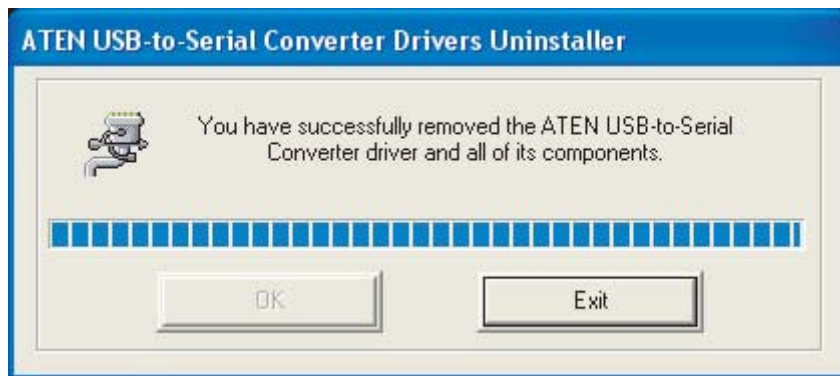 ATEN USB-to-Serial Converter Drivers Uninstaller
You have successfully removed the ATEN USB-to-Serial
Converter driver and all of its components.
OK
Exit